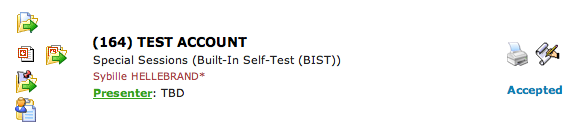 (164) TEST ACCOUNT
Special Sessions (Built-In Self-Test (BIST))
Sybille HELLEBRAND*
Presenter: TBD
Accepted